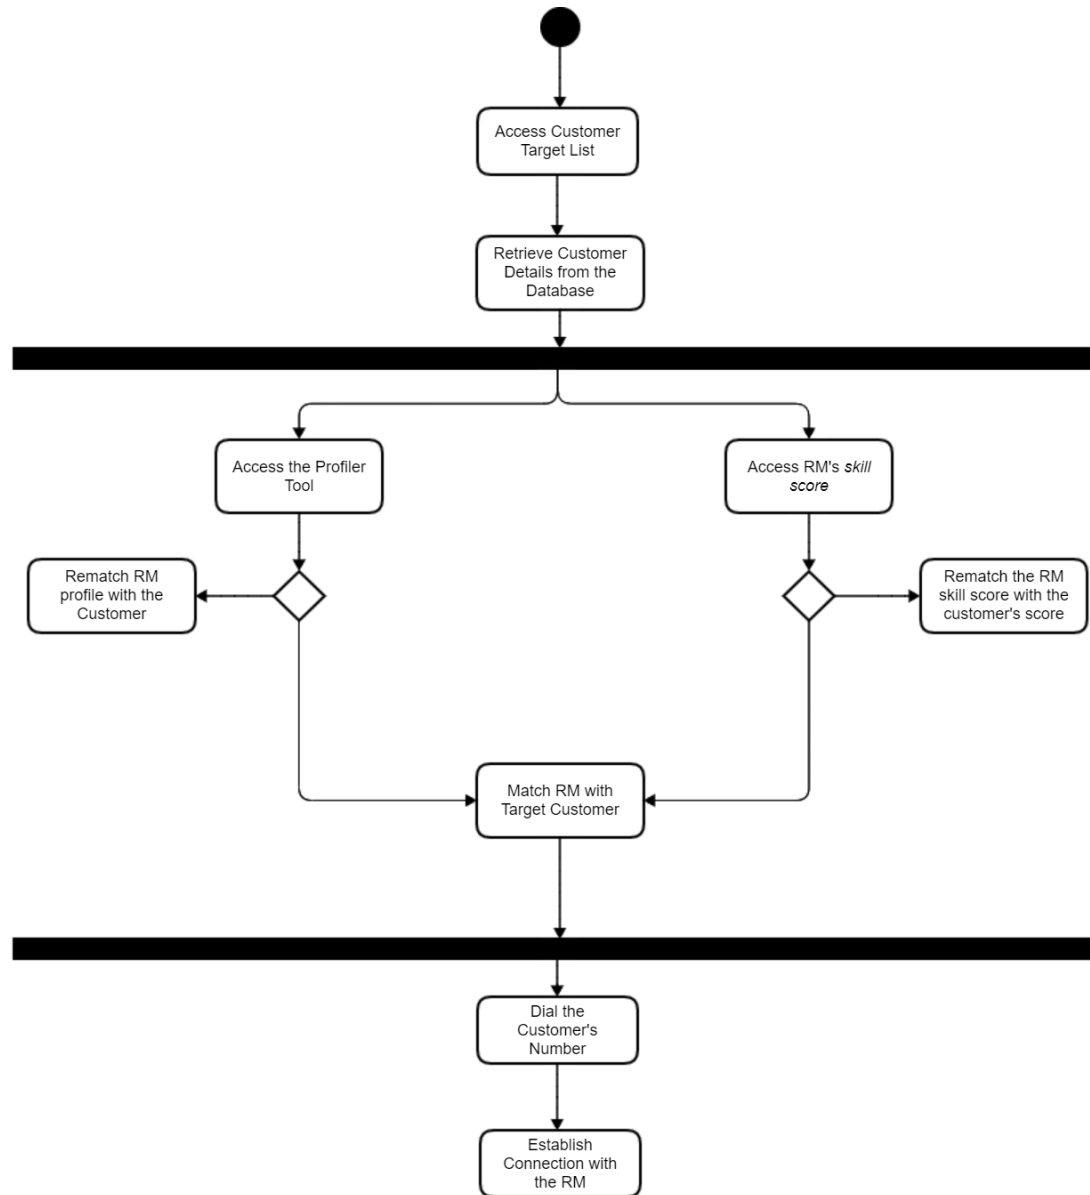 Access Customer
Target List
Retrieve Customer
Details from the
Database
Access the Profiler
Tool
Access RM's skill
score
Rematch RM
profile with the
Customer
Rematch the RM
skill score with the
customer's score
Match RM with
Target Customer
Dial the
Customer's
Number
Establish
Connection with
the RM